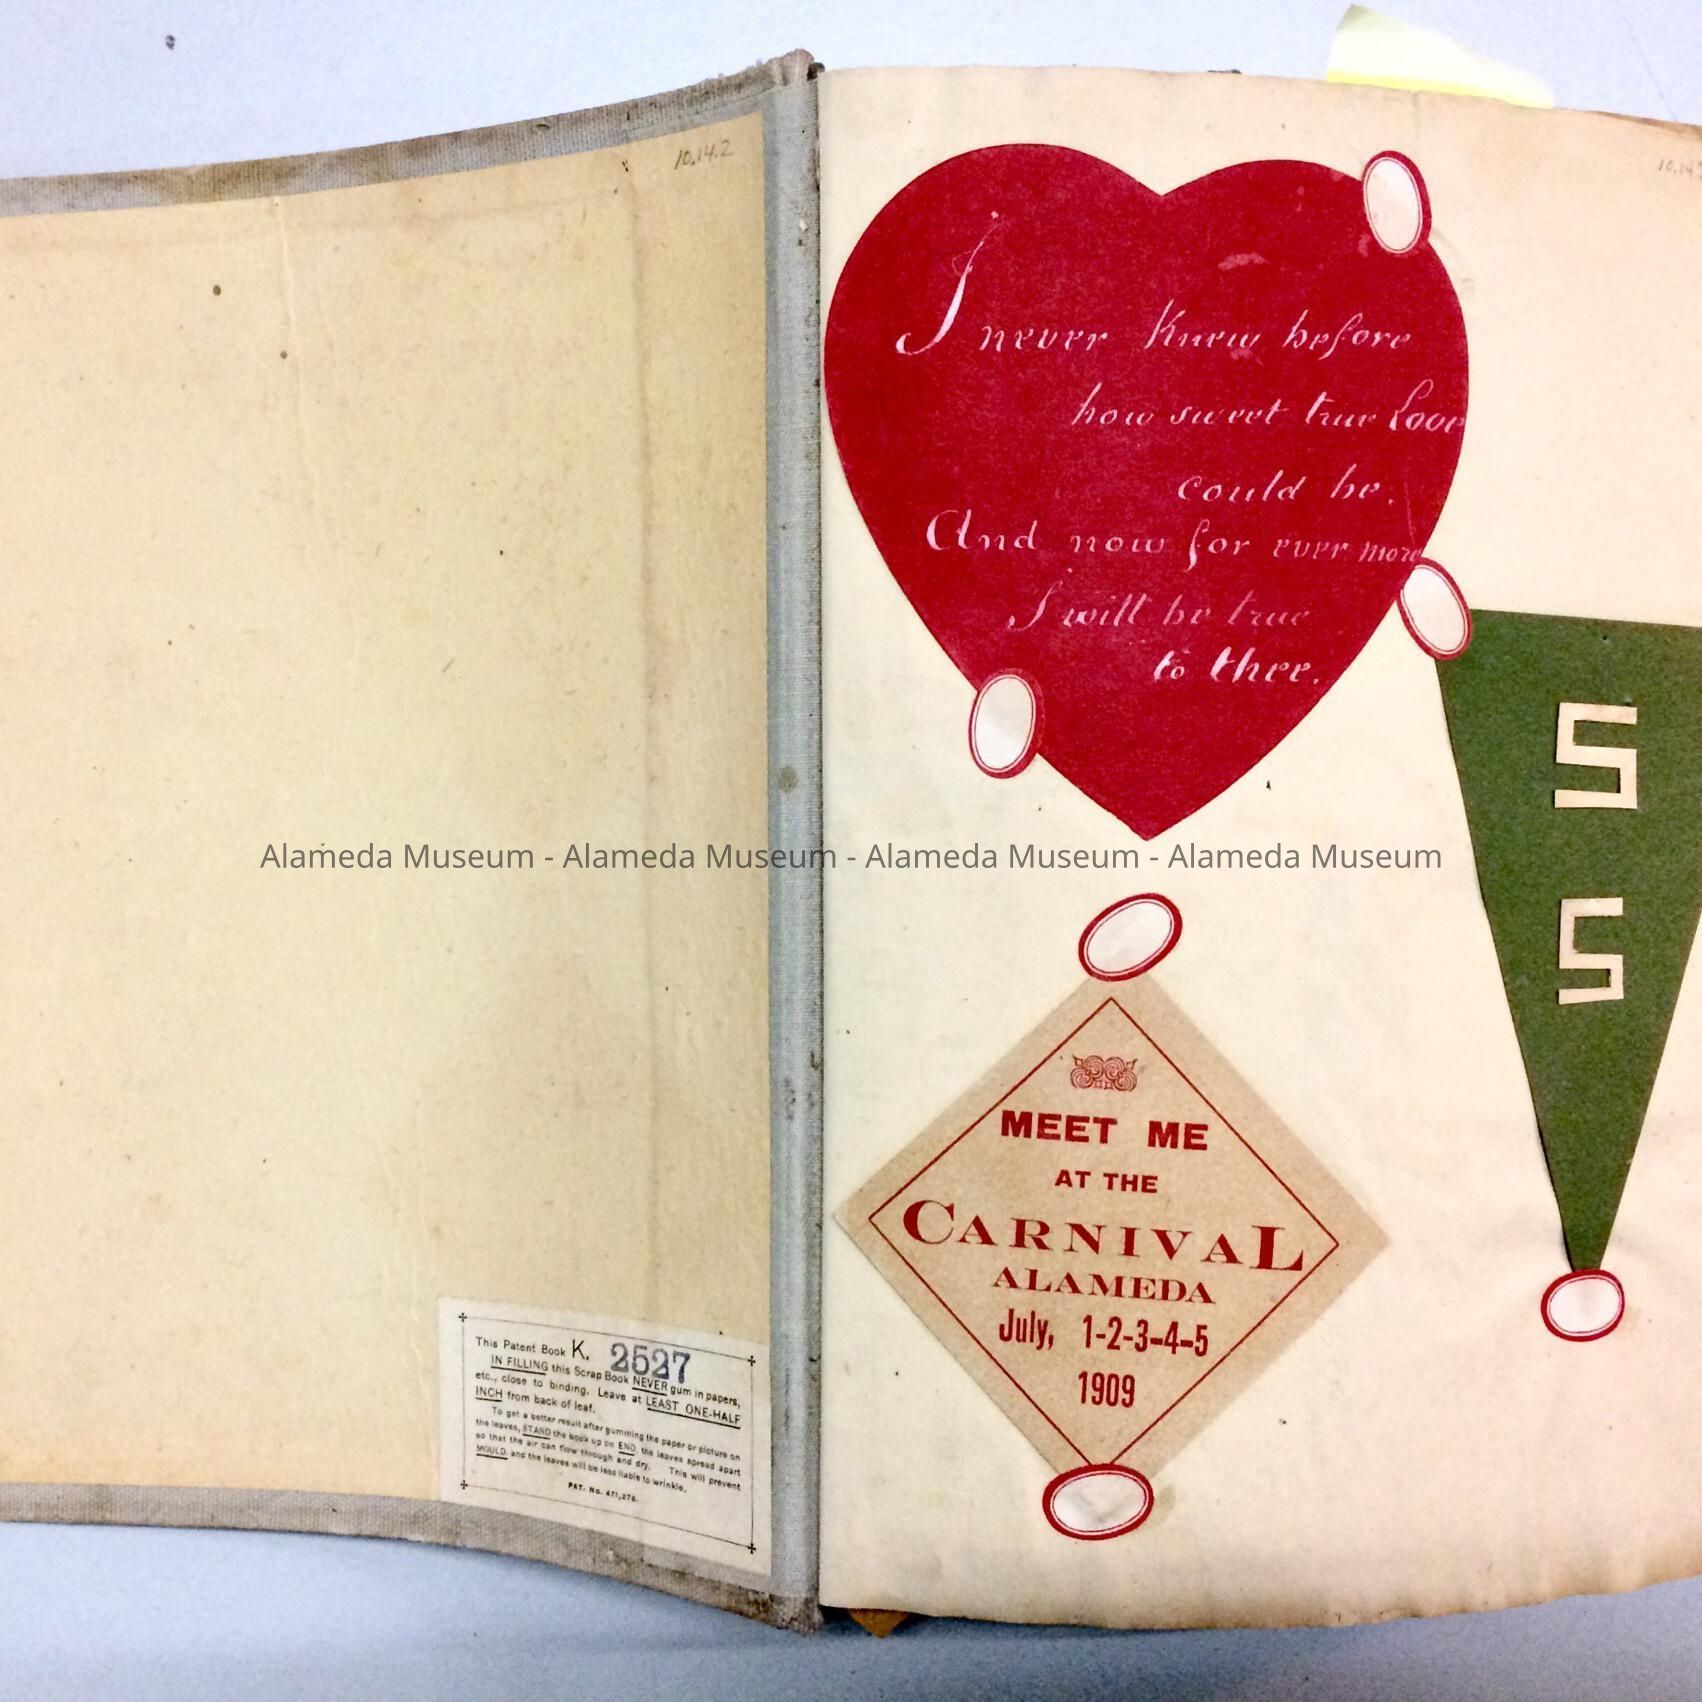 10.14.2
This Patent Book K. 2527
IN FILLING this Scrap Book NEVER gum in papers,
etc., close to binding. Leave at LEAST ONE-HALF
INCH from back of leaf.
To get a better result after gumming the paper or picture on
the leaves, STAND the book up on END, the leaves spread apart
so that the air can flow through and dry. This will prevent
MOULD, and the leaves will be less liable to wrinkle.
PAT. No. 471,276.
I never Knew before
how sweet true Love
could be.
And now for ever more
I will be true
to thee.
S
S
Alameda Museum - Alameda Museum - Alameda Museum - Alameda Museum
MEET ME
AT THE
CARNIVAL
ALAMEDA
July, 1-2-3-4-5
1909